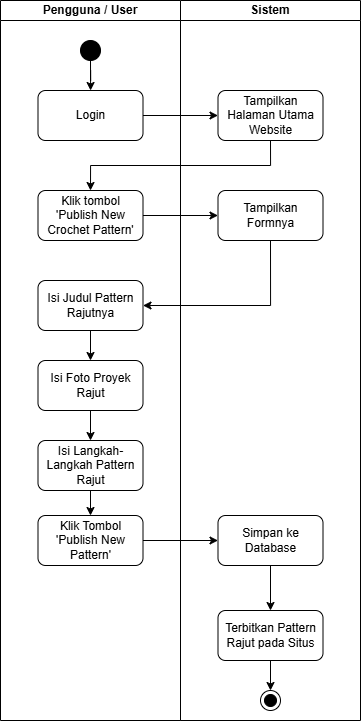 Pengguna / User
Sistem
Login
Tampilkan
Halaman Utama
Website
Klik tombol
'Publish New
Crochet Pattern'
Tampilkan
Formnya
Isi Judul Pattern
Rajutnya
Isi Foto Proyek
Rajut
Isi Langkah-
Langkah Pattern
Rajut
Klik Tombol
'Publish New
Pattern'
Simpan ke
Database
Terbitkan Pattern
Rajut pada Situs